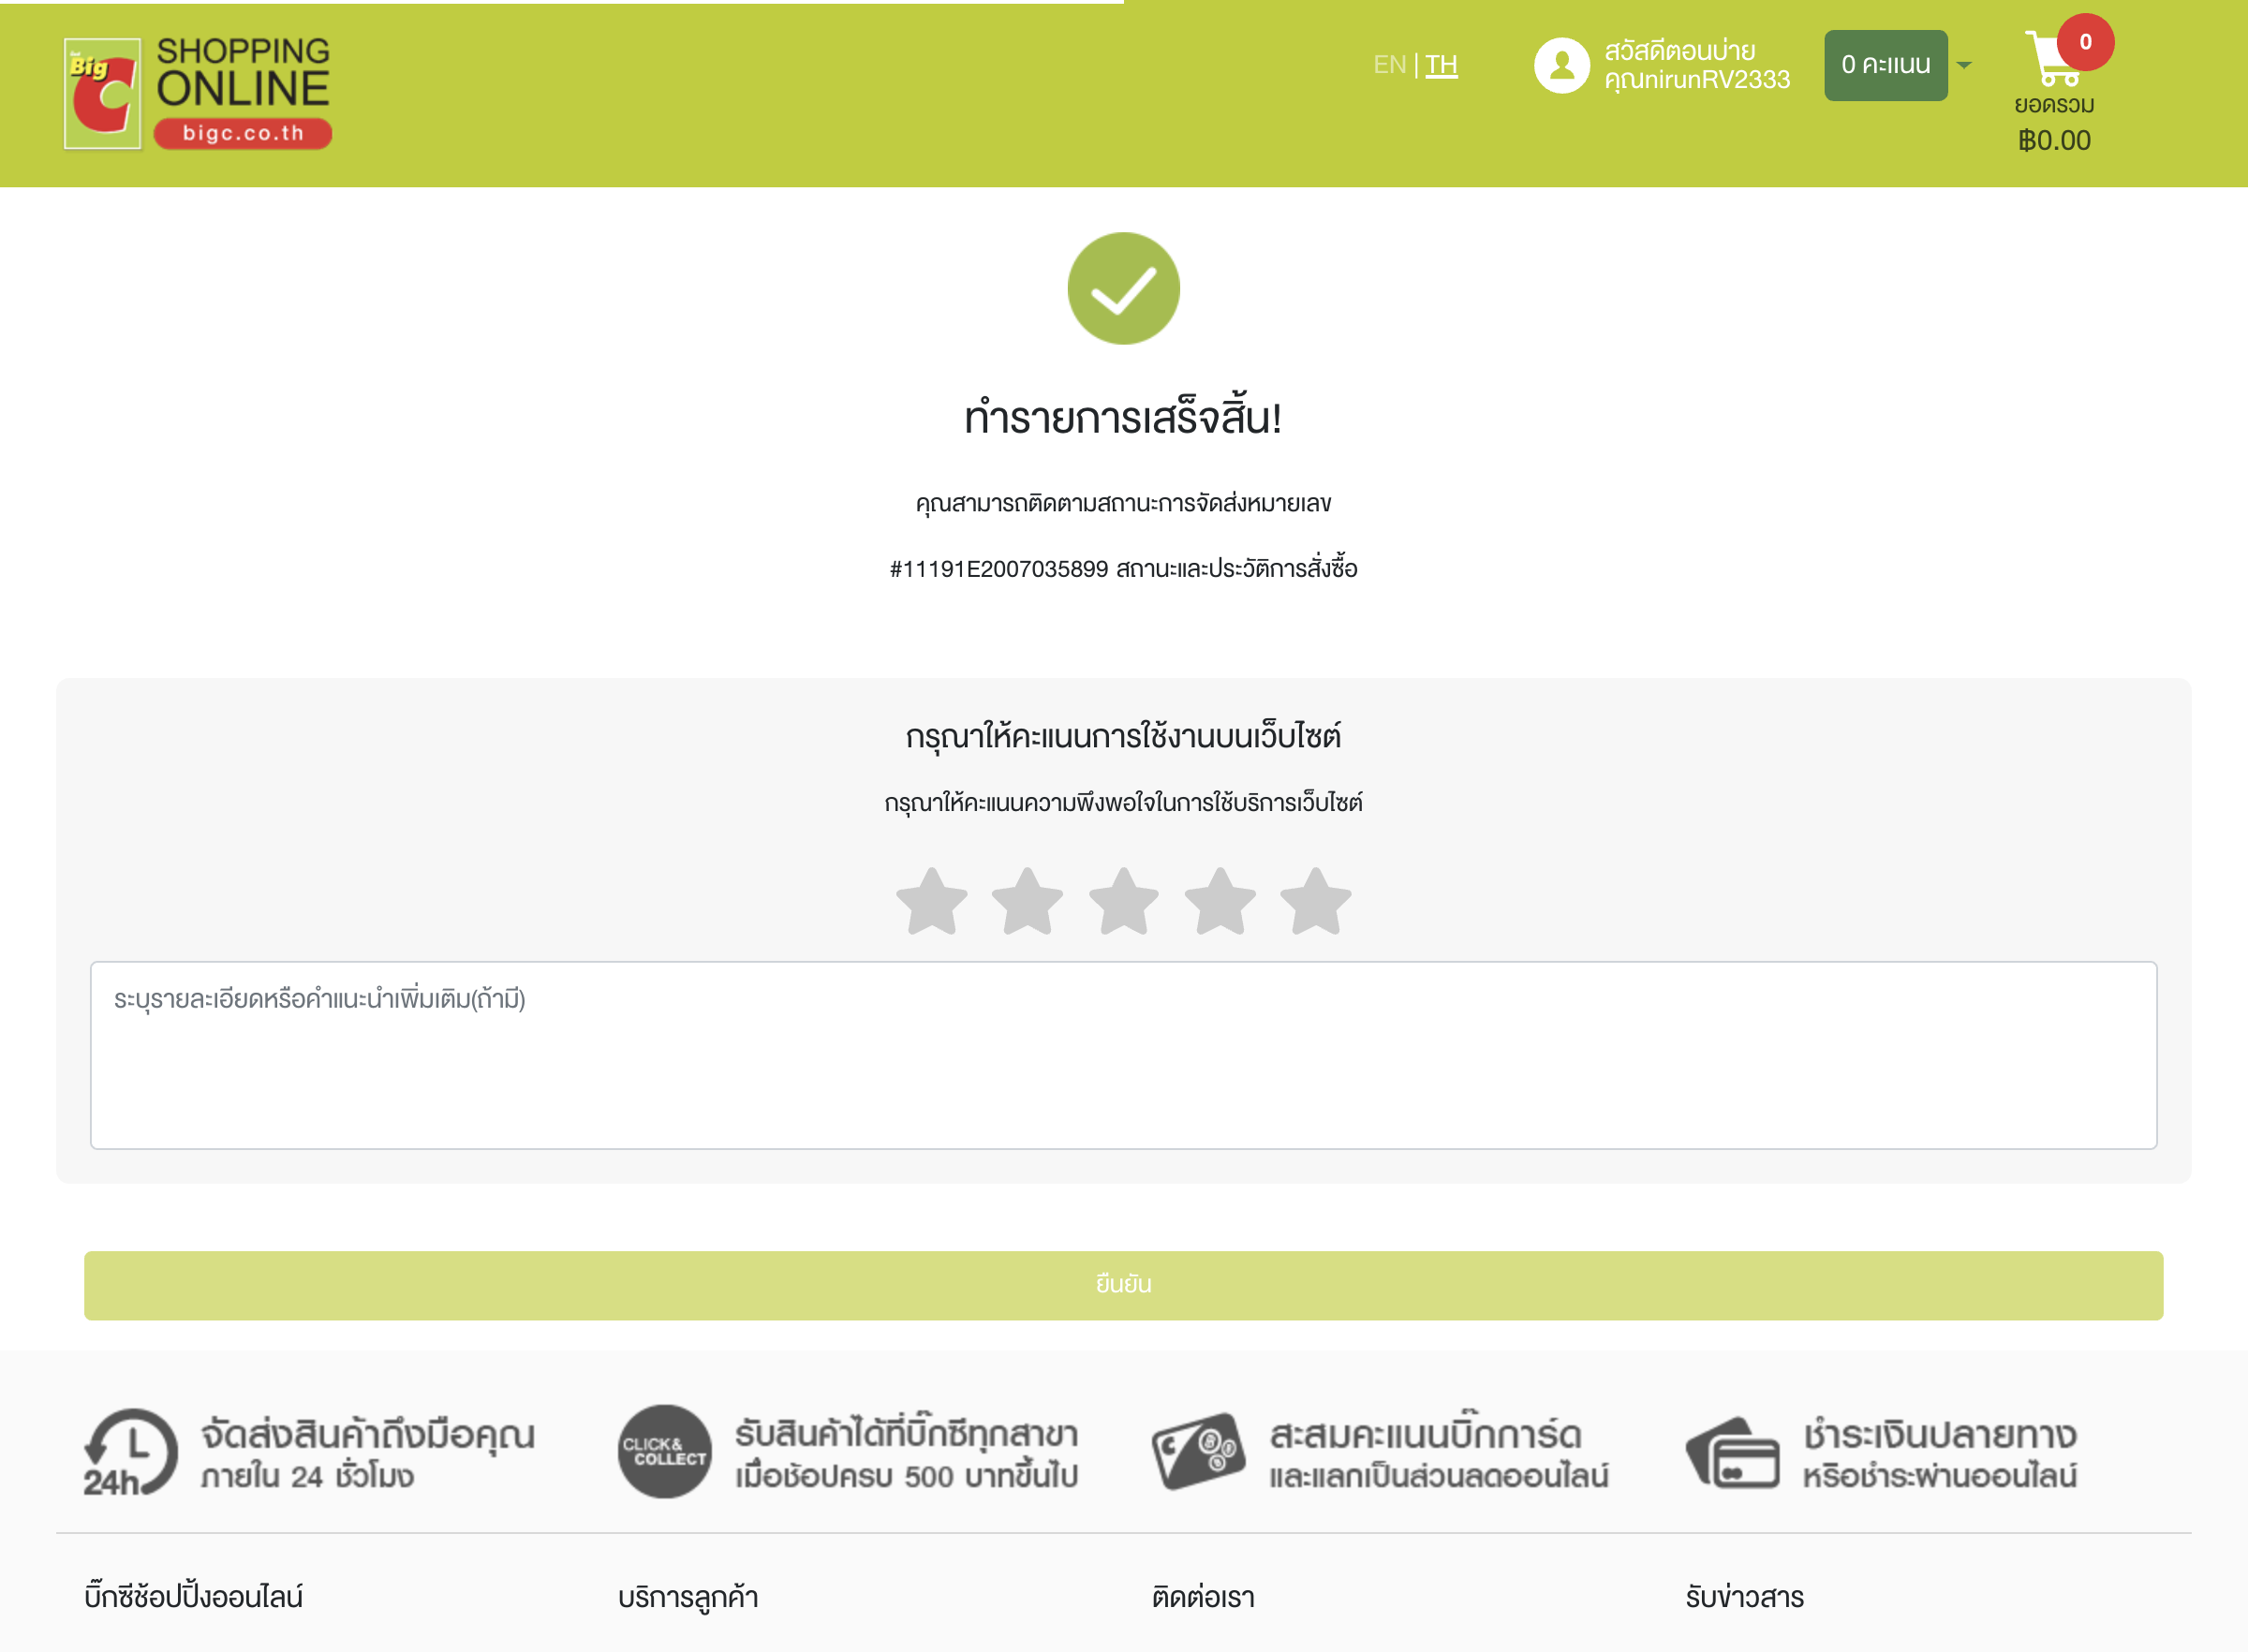 Big C
SHOPPING
ONLINE
bigc.co.th
EN | TH
สวัสดีตอนบ่าย
คุณnirunRV2333
0 คะแนน
0
ยอดรวม
฿0.00
ทำรายการเสร็จสิ้น!
คุณสามารถติดตามสถานะการจัดส่งหมายเลข
#11191E2007035899 สถานะและประวัติการสั่งซื้อ
กรุณาให้คะแนนการใช้งานบนเว็บไซต์
กรุณาให้คะแนนความพึงพอใจในการใช้บริการเว็บไซต์
ระบุรายละเอียดหรือคำแนะนำเพิ่มเติม(ถ้ามี)
ยืนยัน
24h
จัดส่งสินค้าถึงมือคุณ
ภายใน 24 ชั่วโมง
CLICK&
COLLECT
รับสินค้าได้ที่บิ๊กซีทุกสาขา
เมื่อช้อปครบ 500 บาทขึ้นไป
สะสมคะแนนบิ๊กการ์ด
และแลกเป็นส่วนลดออนไลน์
ชำระเงินปลายทาง
หรือชำระผ่านออนไลน์
บิ๊กซีช้อปปิ้งออนไลน์
บริการลูกค้า
ติดต่อเรา
รับข่าวสาร